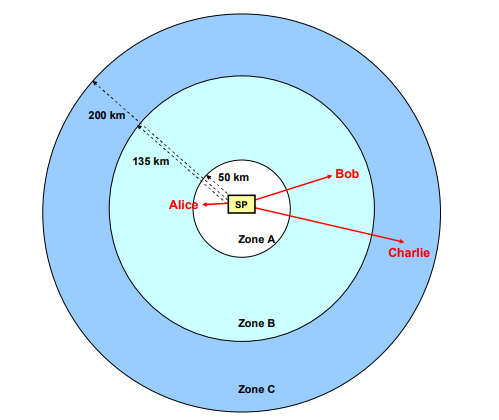 200 km
135 km
50 km
Bob
Alice
SP
Zone A
Charlie
Zone B
Zone C